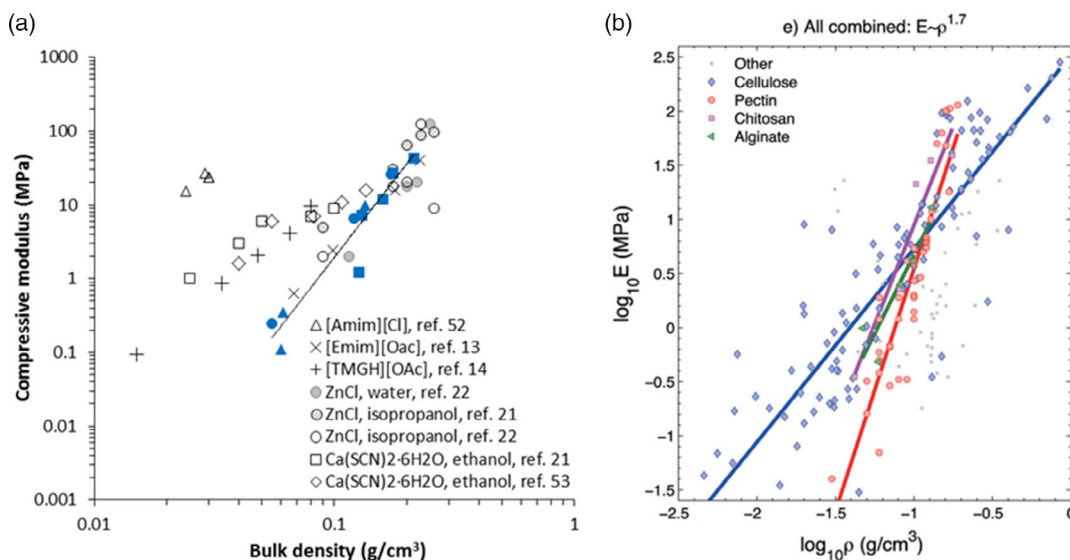 (a)
Compressive modulus (MPa)
1000
100
10
1
0.1
0.01
0.001
0.01
0.1
1
Bulk density (g/cm³)
[Amim][Cl], ref. 52
[Emim][Oac], ref. 13
[TMGH][OAc], ref. 14
ZnCl, water, ref. 22
ZnCl, isopropanol, ref. 21
ZnCl, isopropanol, ref. 22
Ca(SCN)2·6H2O, ethanol, ref. 21
Ca(SCN)2·6H2O, ethanol, ref. 53
(b)
e) All combined: E~ρ^1.7
log₁₀E (MPa)
2.5
2
1.5
1
0.5
0
-0.5
-1
-1.5
-2.5
-2
-1.5
-1
-0.5
0
log₁₀ρ (g/cm³)
Other
Cellulose
Pectin
Chitosan
Alginate